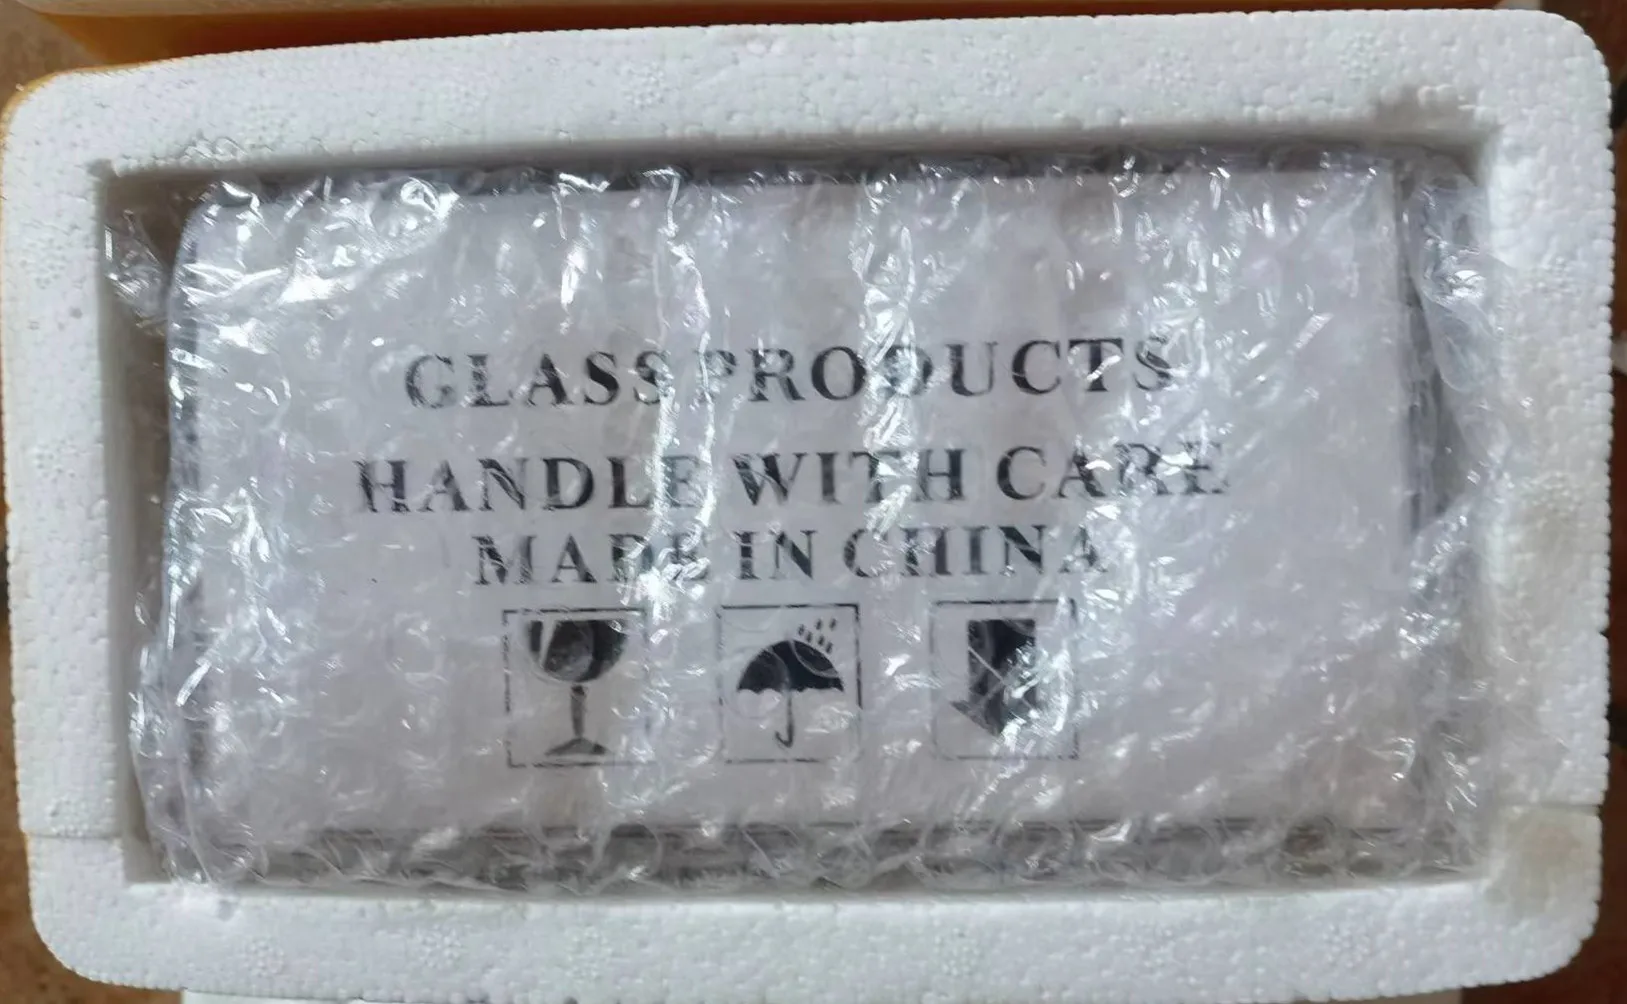 GLASS PRODUCTS
HANDLE WITH CARE
MADE IN CHINA